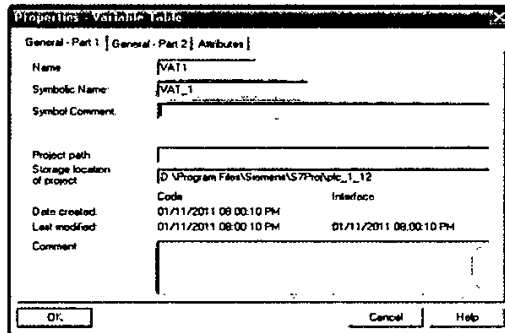 Properties - Variable Table
General - Part 1 General - Part 2 Attributes
Name VAT1
Symbolic Name: VAT_1
Symbol Comment:
Project path
Storage location
of project D:\Program Files\Siemens\S7Proj\plc_1_12
Code Interface
Date created: 01/11/2011 08:00:10 PM
Last modified: 01/11/2011 08:00:10 PM 01/11/2011 08:00:10 PM
Comment
OK Cancel Help